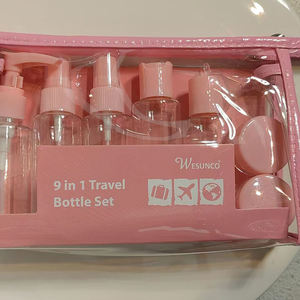 WESUNCO
9 in 1 Travel
Bottle Set